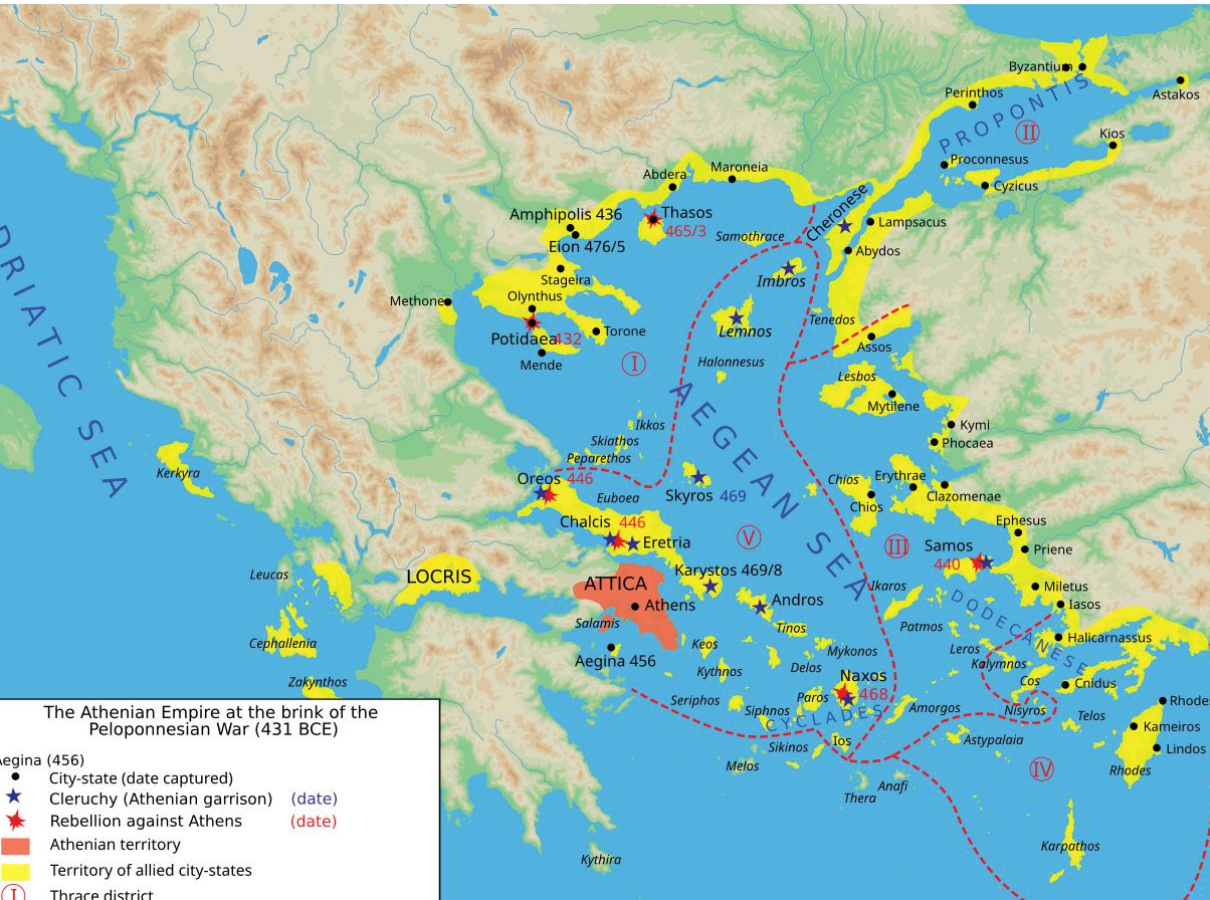 Byzantium
Astakos
Perinthos
PROPONTIS
II
Kios
Proconnesus
Cyzicus
Maroneia
Abdera
Cheronese
Amphipolis 436
Thasos
465/3
Samothrace
Lampsacus
Eion 476/5
Abydos
Stageira
Imbros
Olynthus
Methone
Potidaea 432
Torone
Lemnos
Tenedos
Mende
Assos
I
Halonnesus
Lesbos
DRIATIC SEA
AEGEAN SEA
Mytilene
Ikkos
Kymi
Skiathos
Phocaea
Peparethos
Kerkyra
Oreos 446
Euboea
Skyros 469
Chios
Erythrae
Clazomenae
Chios
Chalcis 446
Eretria
V
III
Ephesus
Samos
440
Priene
Leucas
LOCRIS
ATTICA
Karystos 469/8
Ikaros
Miletus
Athens
Andros
DODECANESE
Iasos
Salamis
Tinos
Patmos
Halicarnassus
Cephallenia
Keos
Mykonos
Leros
Aegina 456
Delos
Kalymnos
Kythnos
Naxos
468
Cos
Cnidus
Zakynthos
Seriphos
Paros
Siphnos
Amorgos
Nisyros
Telos
Rhodes
CYCLADES
Kameiros
Sikinos
Ios
Astypalaia
Lindos
Melos
IV
Rhodes
Anafi
Thera
Karpathos
Kythira
The Athenian Empire at the brink of the
Peloponnesian War (431 BCE)
Aegina (456)
City-state (date captured)
Cleruchy (Athenian garrison) (date)
Rebellion against Athens (date)
Athenian territory
Territory of allied city-states
I Thrace district